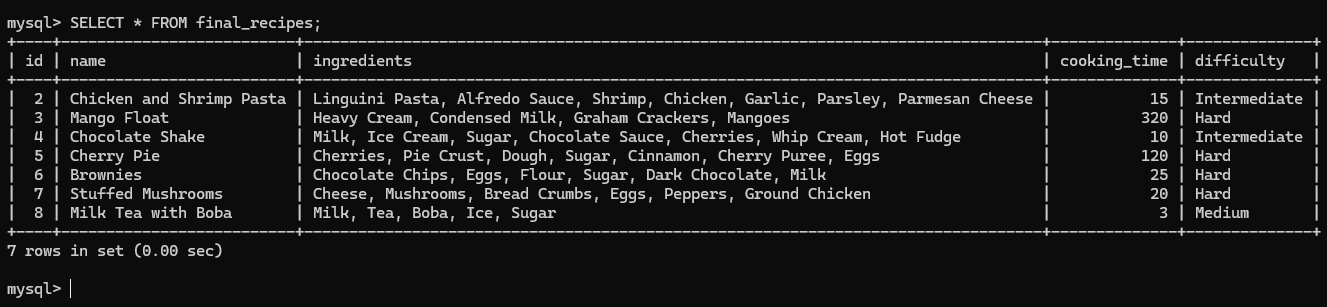 mysql> SELECT * FROM final_recipes;
+----+--------------------------+---------------------------------------------------------------------------------+--------------+--------------+
| id | name                     | ingredients                                                                     | cooking_time | difficulty   |
+----+--------------------------+---------------------------------------------------------------------------------+--------------+--------------+
|  2 | Chicken and Shrimp Pasta | Linguini Pasta, Alfredo Sauce, Shrimp, Chicken, Garlic, Parsley, Parmesan Cheese |           15 | Intermediate |
|  3 | Mango Float              | Heavy Cream, Condensed Milk, Graham Crackers, Mangoes                           |          320 | Hard         |
|  4 | Chocolate Shake          | Milk, Ice Cream, Sugar, Chocolate Sauce, Cherries, Whip Cream, Hot Fudge        |           10 | Intermediate |
|  5 | Cherry Pie               | Cherries, Pie Crust, Dough, Sugar, Cinnamon, Cherry Puree, Eggs                 |          120 | Hard         |
|  6 | Brownies                 | Chocolate Chips, Eggs, Flour, Sugar, Dark Chocolate, Milk                       |           25 | Hard         |
|  7 | Stuffed Mushrooms        | Cheese, Mushrooms, Bread Crumbs, Eggs, Peppers, Ground Chicken                  |           20 | Hard         |
|  8 | Milk Tea with Boba       | Milk, Tea, Boba, Ice, Sugar                                                     |            3 | Medium       |
+----+--------------------------+---------------------------------------------------------------------------------+--------------+--------------+
7 rows in set (0.00 sec)
mysql>